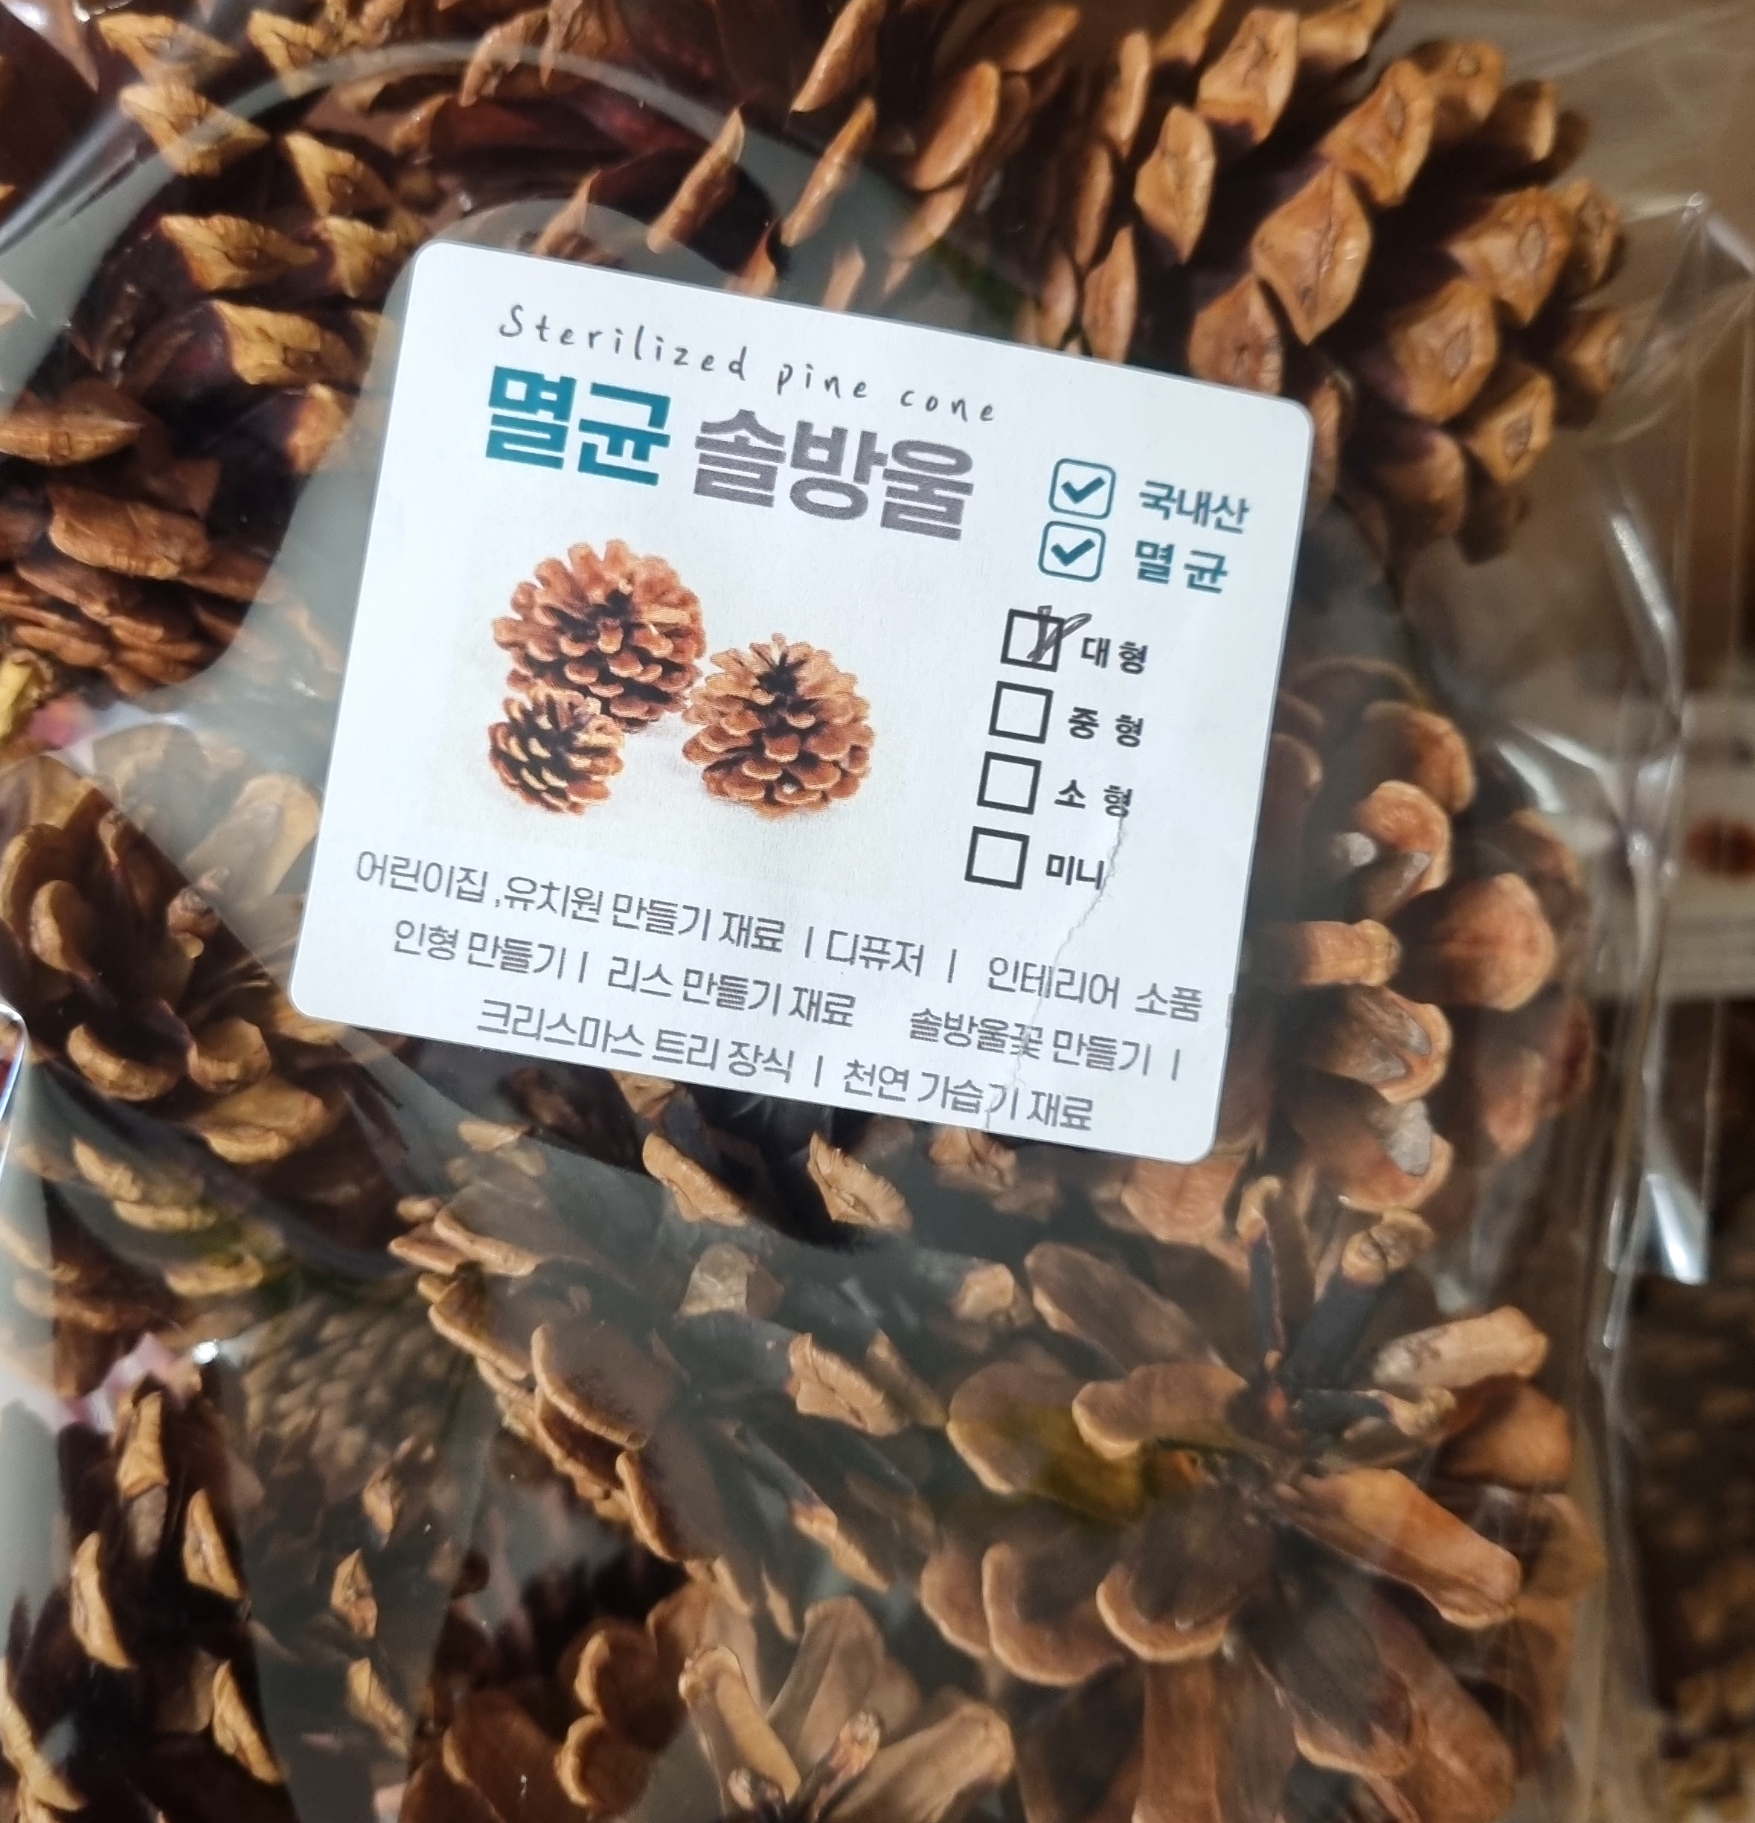 Sterilized pine cone
멸균 솔방울
국내산
멸균
대형
중형
소형
미니
어린이집 ,유치원 만들기 재료 | 디퓨저 | 인테리어 소품
인형 만들기 | 리스 만들기 재료 솔방울꽃 만들기 |
크리스마스 트리 장식 | 천연 가습기 재료